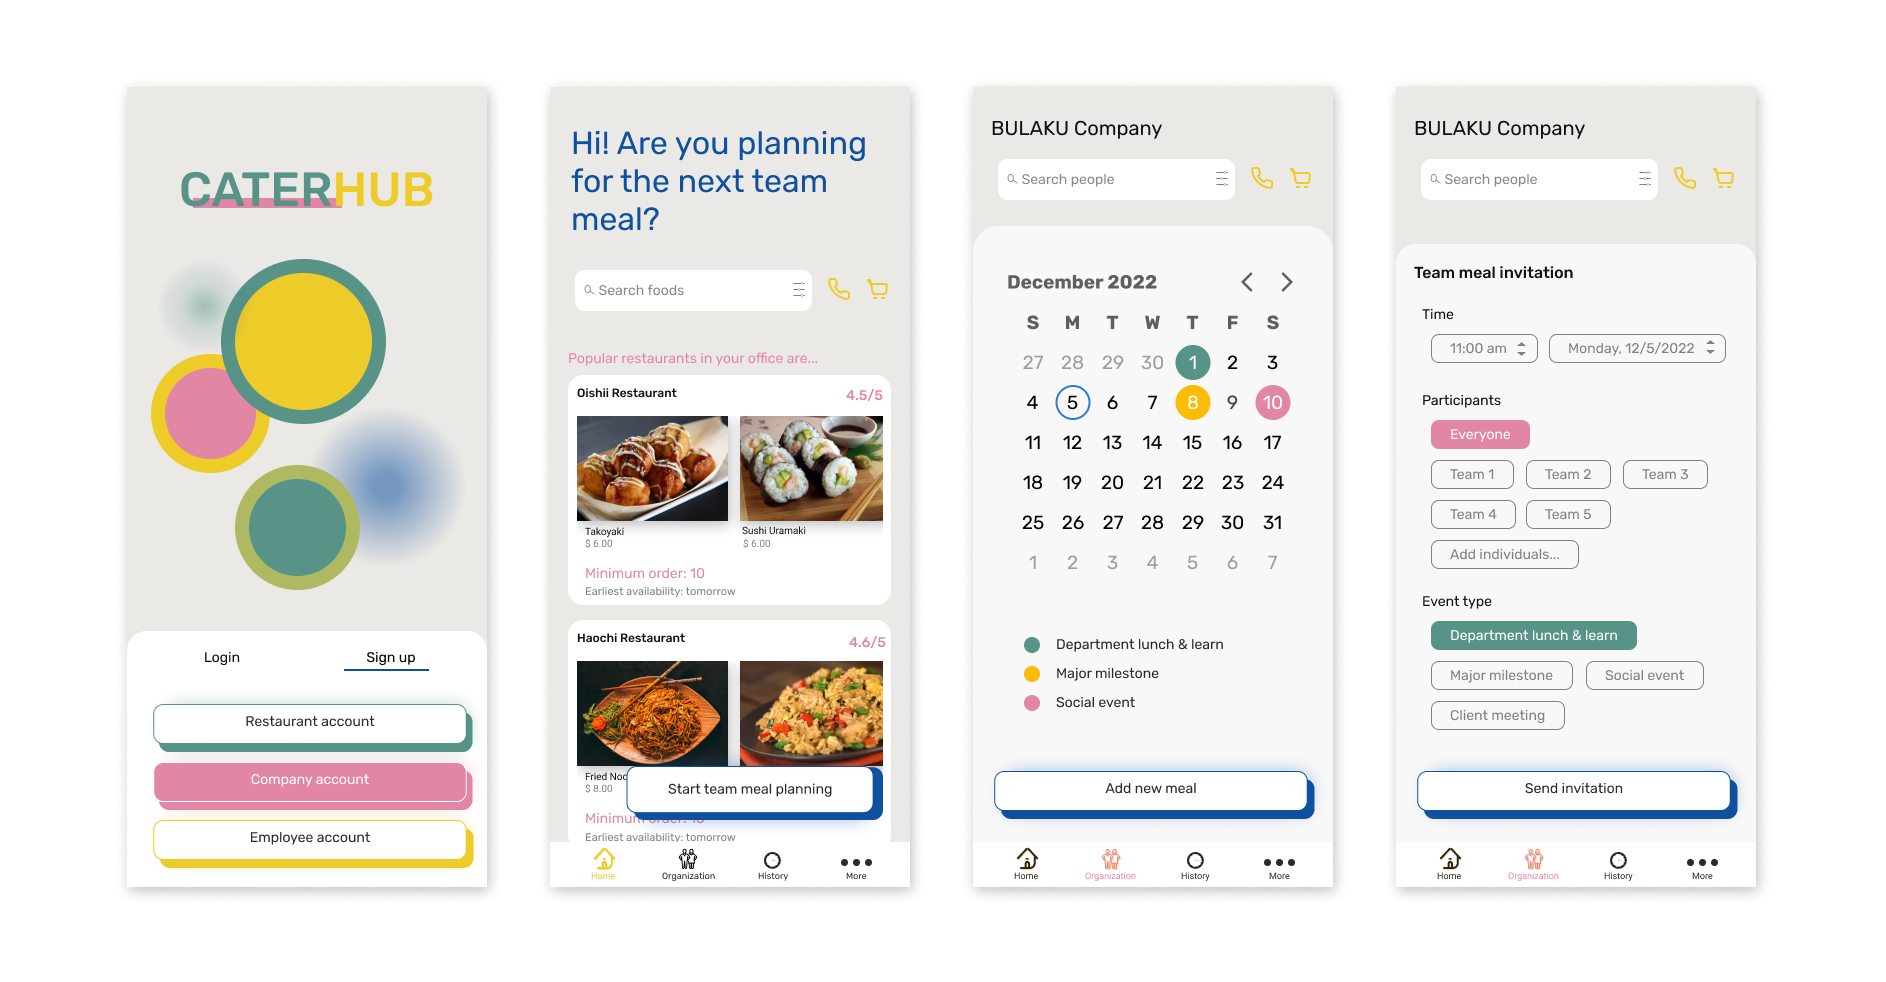 CATERHUB
Login
Sign up
Restaurant account
Company account
Employee account
Hi! Are you planning
for the next team
meal?
Search foods
Popular restaurants in your office are...
Oishii Restaurant
4.5/5
Takoyaki
$ 6.00
Sushi Uramaki
$ 6.00
Minimum order: 10
Earliest availability: tomorrow
Haochi Restaurant
4.6/5
Fried Noo
$ 8.00
Start team meal planning
Minimum
Earliest availability: tomorrow
Home
Organization
History
More
BULAKU Company
Search people
December 2022
S M T W T F S
27 28 29 30 1 2 3
4 5 6 7 8 9 10
11 12 13 14 15 16 17
18 19 20 21 22 23 24
25 26 27 28 29 30 31
1 2 3 4 5 6 7
Department lunch & learn
Major milestone
Social event
Add new meal
Home
Organization
History
More
BULAKU Company
Search people
Team meal invitation
Time
11:00 am
Monday, 12/5/2022
Participants
Everyone
Team 1
Team 2
Team 3
Team 4
Team 5
Add individuals...
Event type
Department lunch & learn
Major milestone
Social event
Client meeting
Send invitation
Home
Organization
History
More